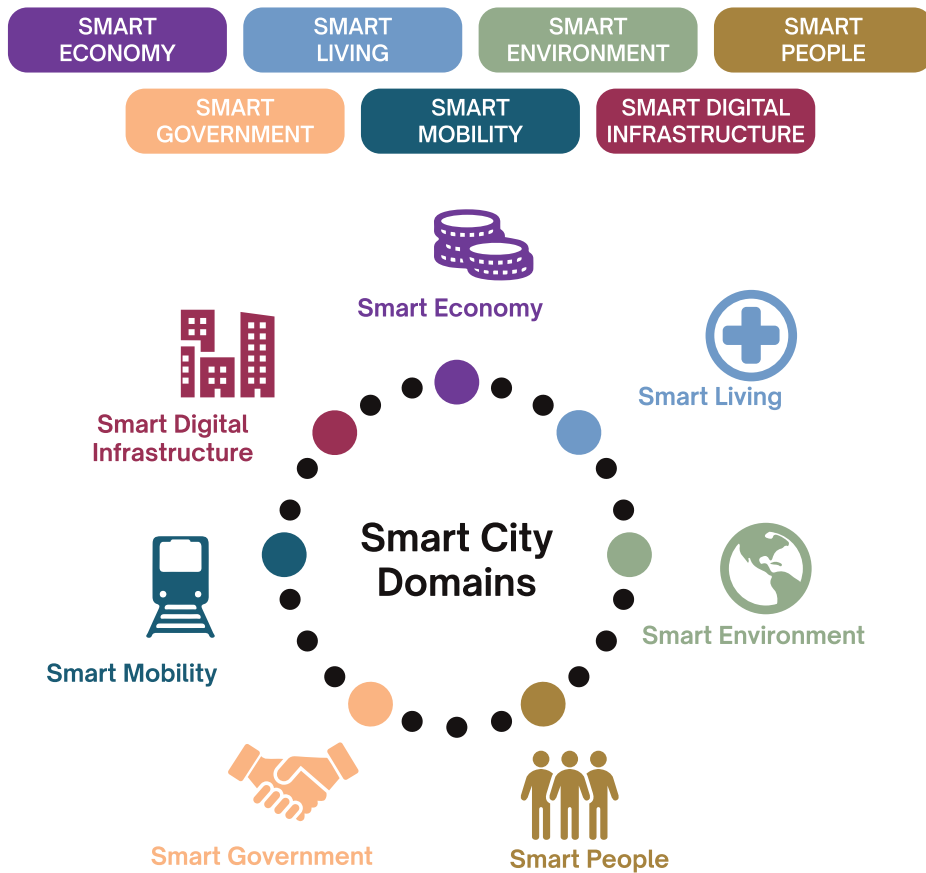 SMART
ECONOMY
SMART
LIVING
SMART
ENVIRONMENT
SMART
PEOPLE
SMART
GOVERNMENT
SMART
MOBILITY
SMART DIGITAL
INFRASTRUCTURE
Smart Economy
Smart Living
Smart Digital
Infrastructure
Smart City
Domains
Smart Environment
Smart Mobility
Smart Government
Smart People